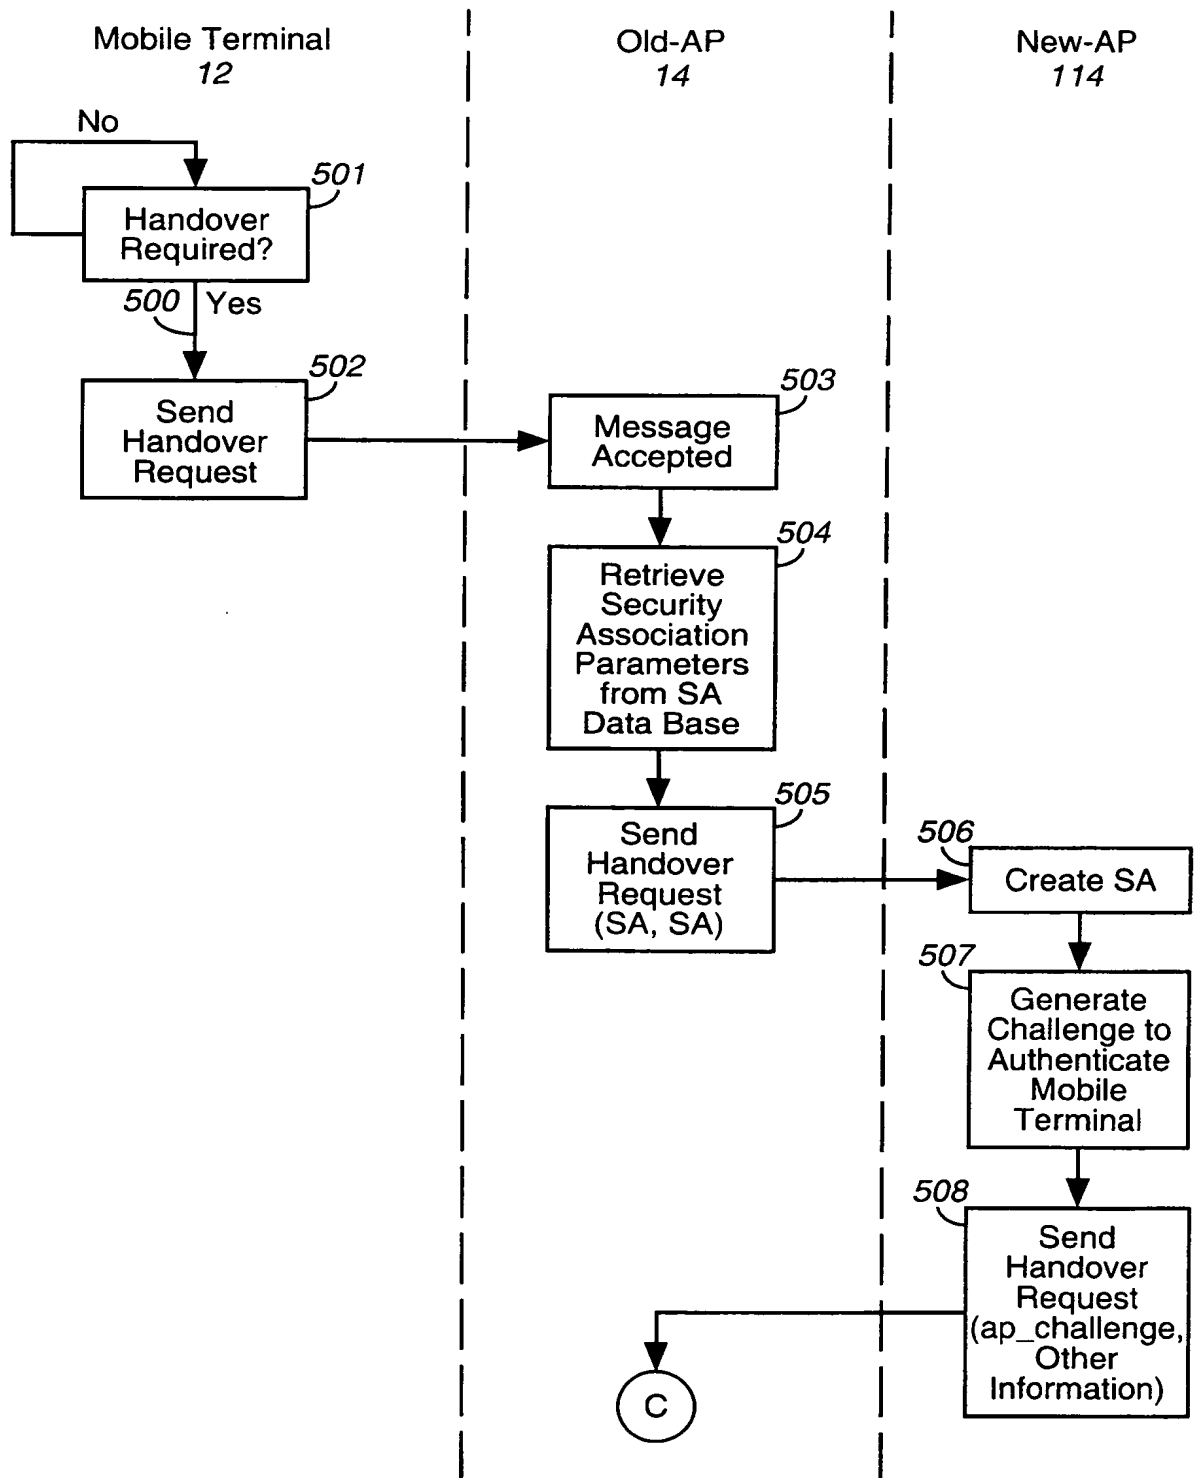 Mobile Terminal
12
Old-AP
14
New-AP
114
No
501
Handover
Required?
500
Yes
502
Send
Handover
Request
503
Message
Accepted
504
Retrieve
Security
Association
Parameters
from SA
Data Base
505
Send
Handover
Request
(SA, SA)
506
Create SA
507
Generate
Challenge to
Authenticate
Mobile
Terminal
508
Send
Handover
Request
(ap_challenge,
Other
Information)
C